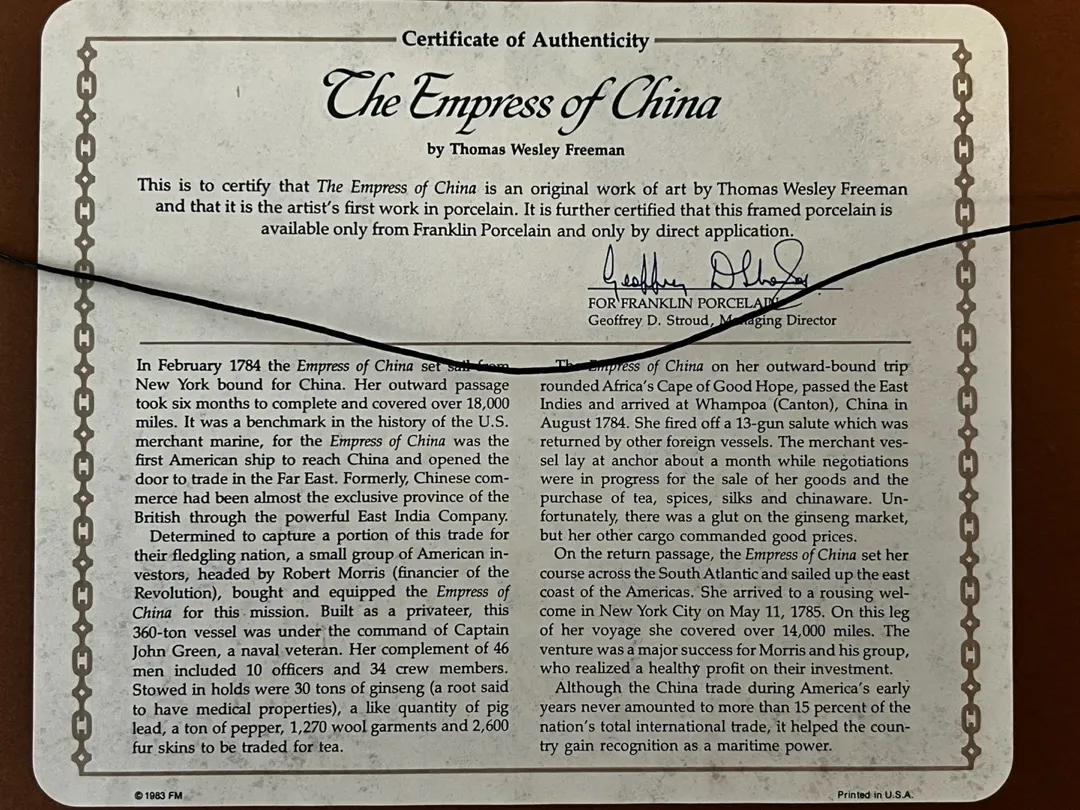 Certificate of Authenticity
The Empress of China
by Thomas Wesley Freeman
This is to certify that The Empress of China is an original work of art by Thomas Wesley Freeman
and that it is the artist's first work in porcelain. It is further certified that this framed porcelain is
available only from Franklin Porcelain and only by direct application.
FOR FRANKLIN PORCELAIN
Geoffrey D. Stroud, Managing Director
In February 1784 the Empress of China set sail from
New York bound for China. Her outward passage
took six months to complete and covered over 18,000
miles. It was a benchmark in the history of the U.S.
merchant marine, for the Empress of China was the
first American ship to reach China and opened the
door to trade in the Far East. Formerly, Chinese com-
merce had been almost the exclusive province of the
British through the powerful East India Company.
Determined to capture a portion of this trade for
their fledgling nation, a small group of American in-
vestors, headed by Robert Morris (financier of the
Revolution), bought and equipped the Empress of
China for this mission. Built as a privateer, this
360-ton vessel was under the command of Captain
John Green, a naval veteran. Her complement of 46
men included 10 officers and 34 crew members.
Stowed in holds were 30 tons of ginseng (a root said
to have medical properties), a like quantity of pig
lead, a ton of pepper, 1,270 wool garments and 2,600
fur skins to be traded for tea.
The Empress of China on her outward-bound trip
rounded Africa's Cape of Good Hope, passed the East
Indies and arrived at Whampoa (Canton), China in
August 1784. She fired off a 13-gun salute which was
returned by other foreign vessels. The merchant ves-
sel lay at anchor about a month while negotiations
were in progress for the sale of her goods and the
purchase of tea, spices, silks and chinaware. Un-
fortunately, there was a glut on the ginseng market,
but her other cargo commanded good prices.
On the return passage, the Empress of China set her
course across the South Atlantic and sailed up the east
coast of the Americas. She arrived to a rousing wel-
come in New York City on May 11, 1785. On this leg
of her voyage she covered over 14,000 miles. The
venture was a major success for Morris and his group,
who realized a healthy profit on their investment.
Although the China trade during America's early
years never amounted to more than 15 percent of the
nation's total international trade, it helped the coun-
try gain recognition as a maritime power.
© 1983 FM
Printed in U.S.A.